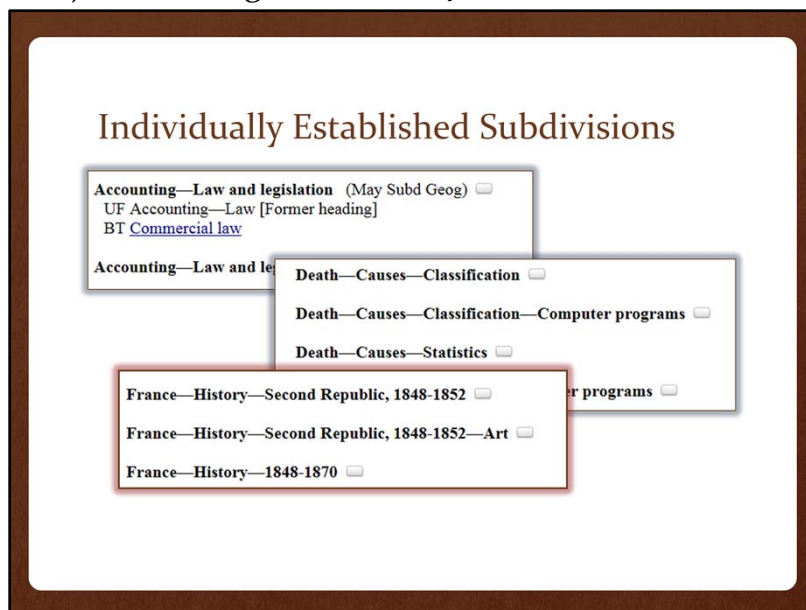 Individually Established Subdivisions
Accounting—Law and legislation (May Subd Geog)
UF Accounting—Law [Former heading]
BT Commercial law
Accounting—Law and
Death—Causes—Classification
Death—Causes—Classification—Computer programs
Death—Causes—Statistics
programs
France—History—Second Republic, 1848-1852
France—History—Second Republic, 1848-1852—Art
France—History—1848-1870